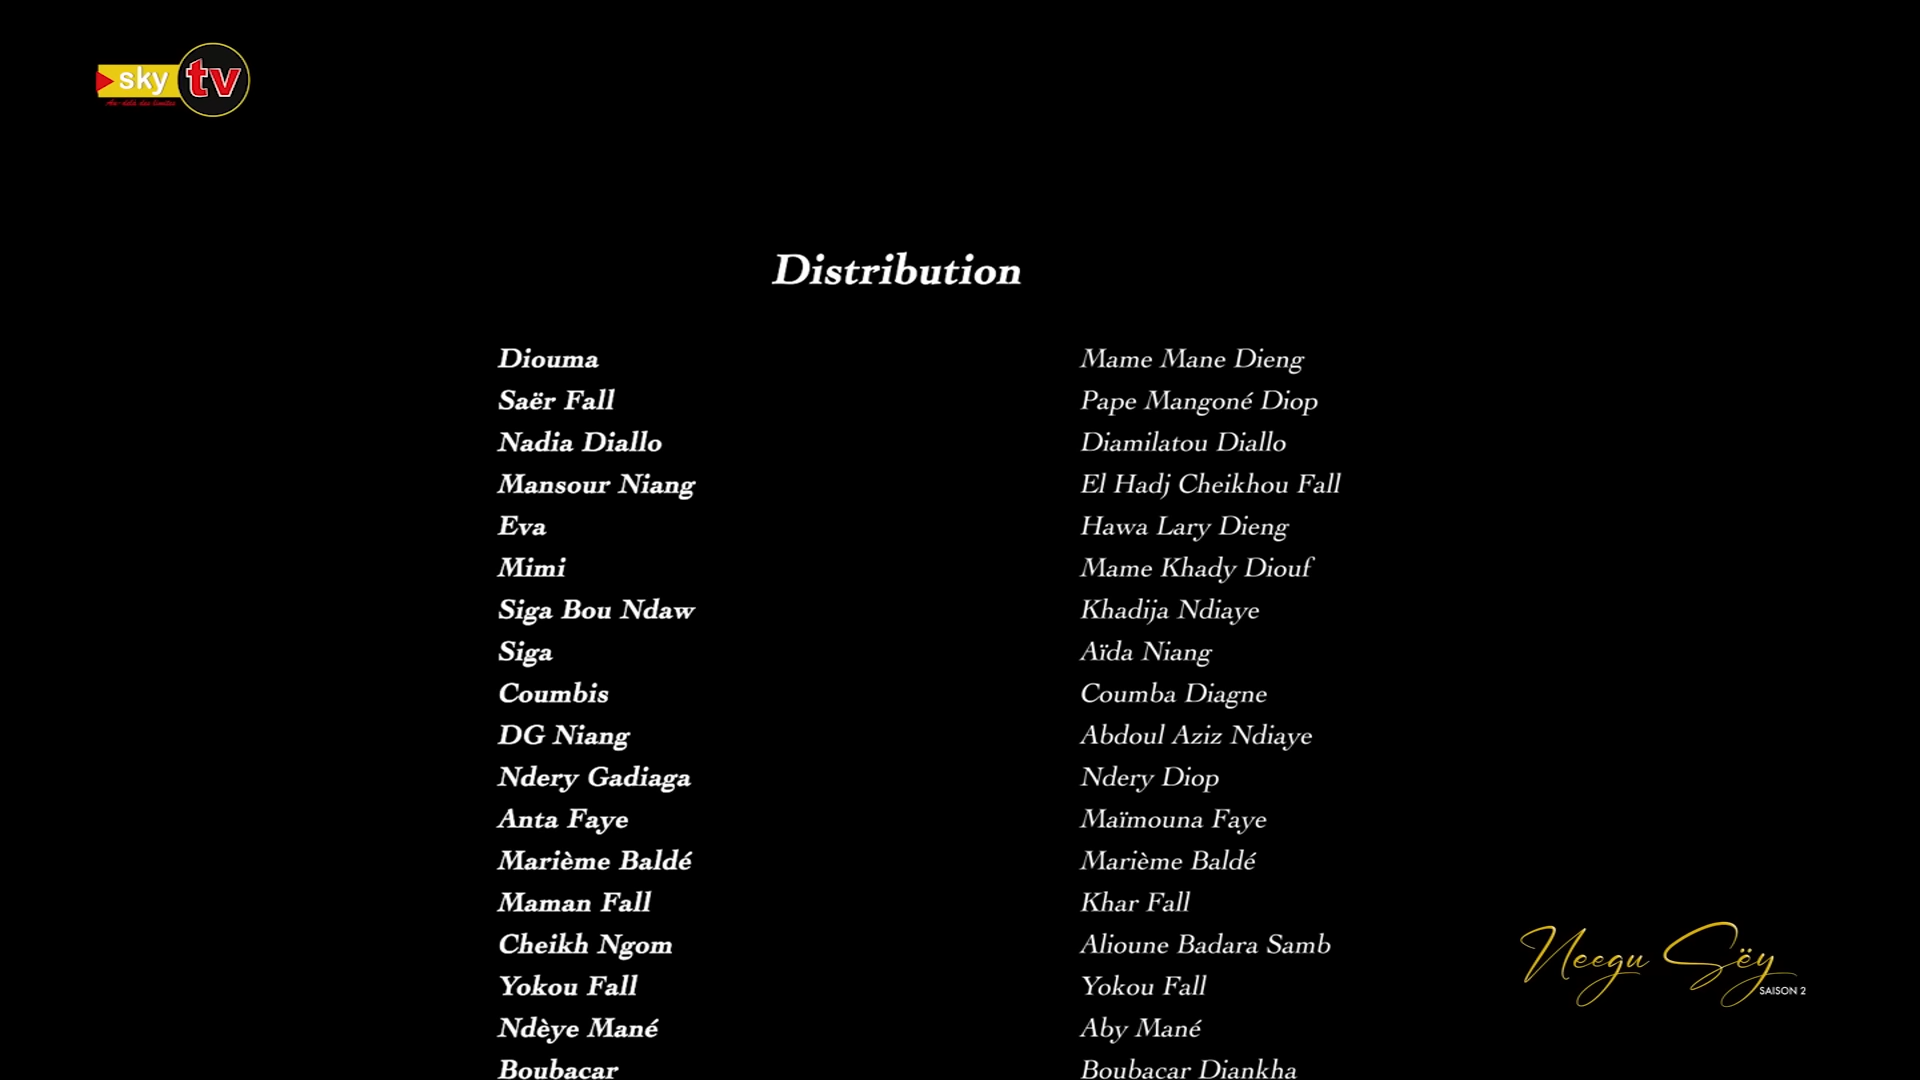 sky tv
Au-delà des limites
Distribution
Diouma Mame Mane Dieng
Saër Fall Pape Mangoné Diop
Nadia Diallo Diamilatou Diallo
Mansour Niang El Hadj Cheikhou Fall
Eva Hawa Lary Dieng
Mimi Mame Khady Diouf
Siga Bou Ndaw Khadija Ndiaye
Siga Aïda Niang
Coumbis Coumba Diagne
DG Niang Abdoul Aziz Ndiaye
Ndery Gadiaga Ndery Diop
Anta Faye Maïmouna Faye
Marième Baldé Marième Baldé
Maman Fall Khar Fall
Cheikh Ngom Alioune Badara Samb
Yokou Fall Yokou Fall
Ndèye Mané Aby Mané
Boubacar Boubacar Diankha
Neegu Sëy
SAISON 2